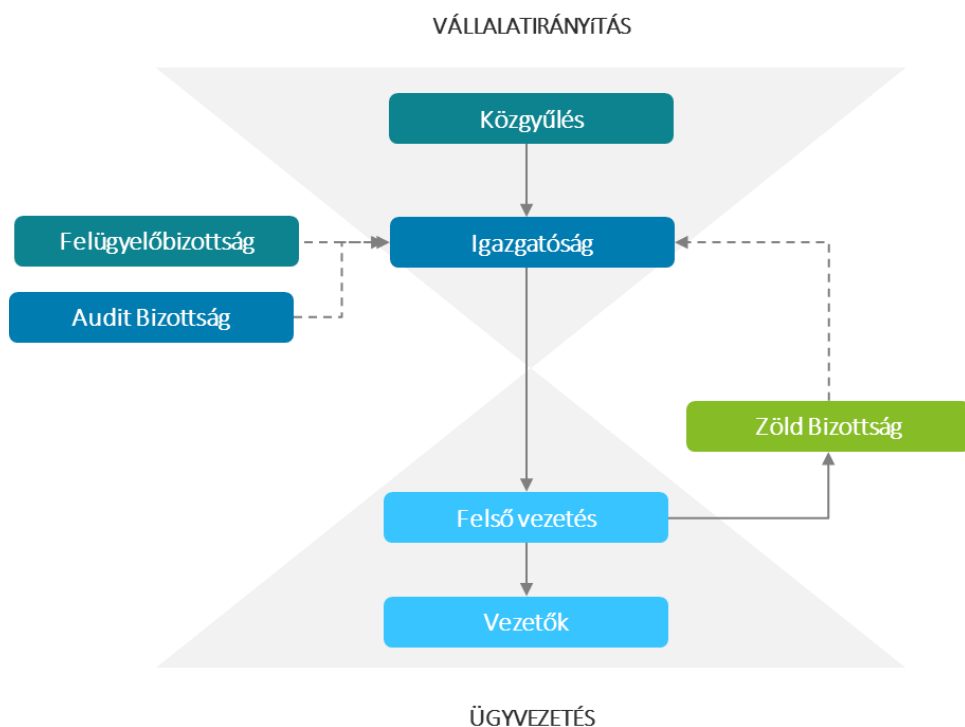 VÁLLALATIRÁNYíTÁS
Közgyűlés
Felügyelőbizottság
Igazgatóság
Audit Bizottság
Zöld Bizottság
Felső vezetés
Vezetők
ÜGYVEZETÉS